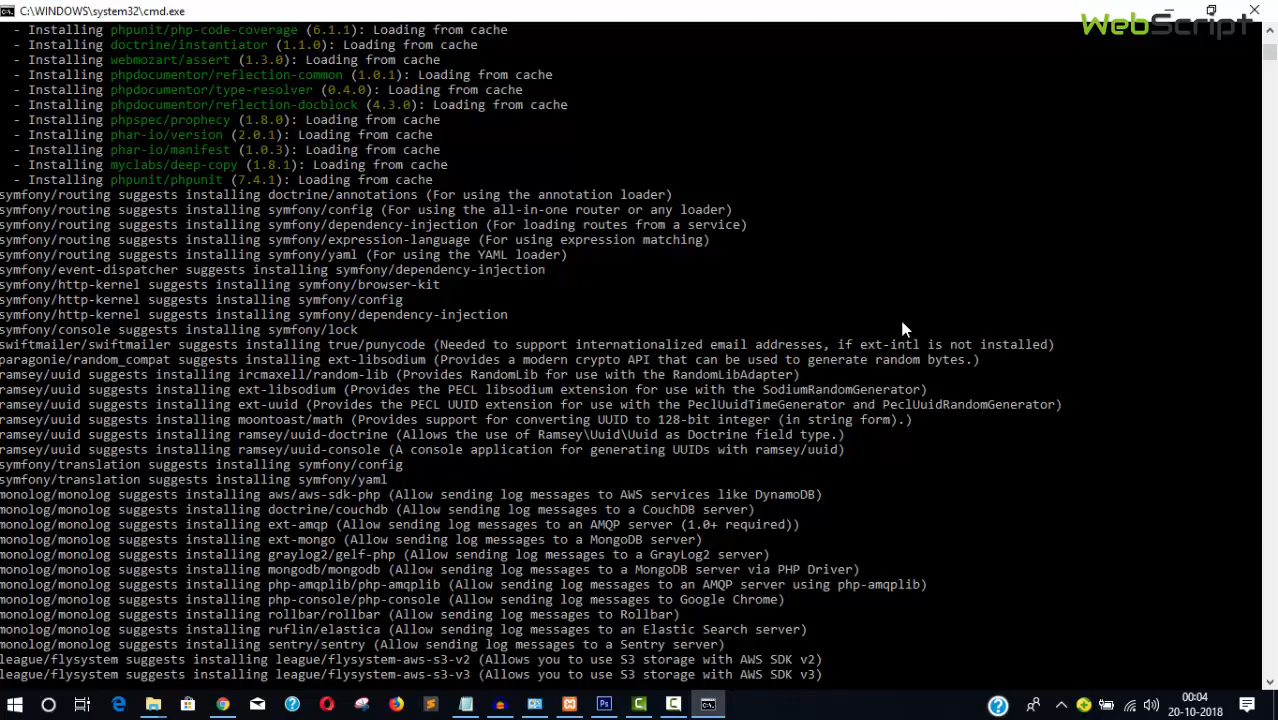 C:\WINDOWS\system32\cmd.exe
WebScript
- Installing phpunit/php-code-coverage (6.1.1): Loading from cache
- Installing doctrine/instantiator (1.1.0): Loading from cache
- Installing webmozart/assert (1.3.0): Loading from cache
- Installing phpdocumentor/reflection-common (1.0.1): Loading from cache
- Installing phpdocumentor/type-resolver (0.4.0): Loading from cache
- Installing phpdocumentor/reflection-docblock (4.3.0): Loading from cache
- Installing phpspec/prophecy (1.8.0): Loading from cache
- Installing phar-io/version (2.0.1): Loading from cache
- Installing phar-io/manifest (1.0.3): Loading from cache
- Installing myclabs/deep-copy (1.8.1): Loading from cache
- Installing phpunit/phpunit (7.4.1): Loading from cache
symfony/routing suggests installing doctrine/annotations (For using the annotation loader)
symfony/routing suggests installing symfony/config (For using the all-in-one router or any loader)
symfony/routing suggests installing symfony/dependency-injection (For loading routes from a service)
symfony/routing suggests installing symfony/expression-language (For using expression matching)
symfony/routing suggests installing symfony/yaml (For using the YAML loader)
symfony/event-dispatcher suggests installing symfony/dependency-injection
symfony/http-kernel suggests installing symfony/browser-kit
symfony/http-kernel suggests installing symfony/config
symfony/http-kernel suggests installing symfony/dependency-injection
symfony/console suggests installing symfony/lock
swiftmailer/swiftmailer suggests installing true/punycode (Needed to support internationalized email addresses, if ext-intl is not installed)
paragonie/random_compat suggests installing ext-libsodium (Provides a modern crypto API that can be used to generate random bytes.)
ramsey/uuid suggests installing ircmaxell/random-lib (Provides RandomLib for use with the RandomLibAdapter)
ramsey/uuid suggests installing ext-libsodium (Provides the PECL libsodium extension for use with the SodiumRandomGenerator)
ramsey/uuid suggests installing ext-uuid (Provides the PECL UUID extension for use with the PeclUuidTimeGenerator and PeclUuidRandomGenerator)
ramsey/uuid suggests installing moontoast/math (Provides support for converting UUID to 128-bit integer (in string form).)
ramsey/uuid suggests installing ramsey/uuid-doctrine (Allows the use of Ramsey\Uuid\Uuid as Doctrine field type.)
ramsey/uuid suggests installing ramsey/uuid-console (A console application for generating UUIDs with ramsey/uuid)
symfony/translation suggests installing symfony/config
symfony/translation suggests installing symfony/yaml
monolog/monolog suggests installing aws/aws-sdk-php (Allow sending log messages to AWS services like DynamoDB)
monolog/monolog suggests installing doctrine/couchdb (Allow sending log messages to a CouchDB server)
monolog/monolog suggests installing ext-amqp (Allow sending log messages to an AMQP server (1.0+ required))
monolog/monolog suggests installing ext-mongo (Allow sending log messages to a MongoDB server)
monolog/monolog suggests installing graylog2/gelf-php (Allow sending log messages to a GrayLog2 server)
monolog/monolog suggests installing mongodb/mongodb (Allow sending log messages to a MongoDB server via PHP Driver)
monolog/monolog suggests installing php-amqplib/php-amqplib (Allow sending log messages to an AMQP server using php-amqplib)
monolog/monolog suggests installing php-console/php-console (Allow sending log messages to Google Chrome)
monolog/monolog suggests installing rollbar/rollbar (Allow sending log messages to Rollbar)
monolog/monolog suggests installing ruflin/elastica (Allow sending log messages to an Elastic Search server)
monolog/monolog suggests installing sentry/sentry (Allow sending log messages to a Sentry server)
league/flysystem suggests installing league/flysystem-aws-s3-v2 (Allows you to use S3 storage with AWS SDK v2)
league/flysystem suggests installing league/flysystem-aws-s3-v3 (Allows you to use S3 storage with AWS SDK v3)
00:04
20-10-2018